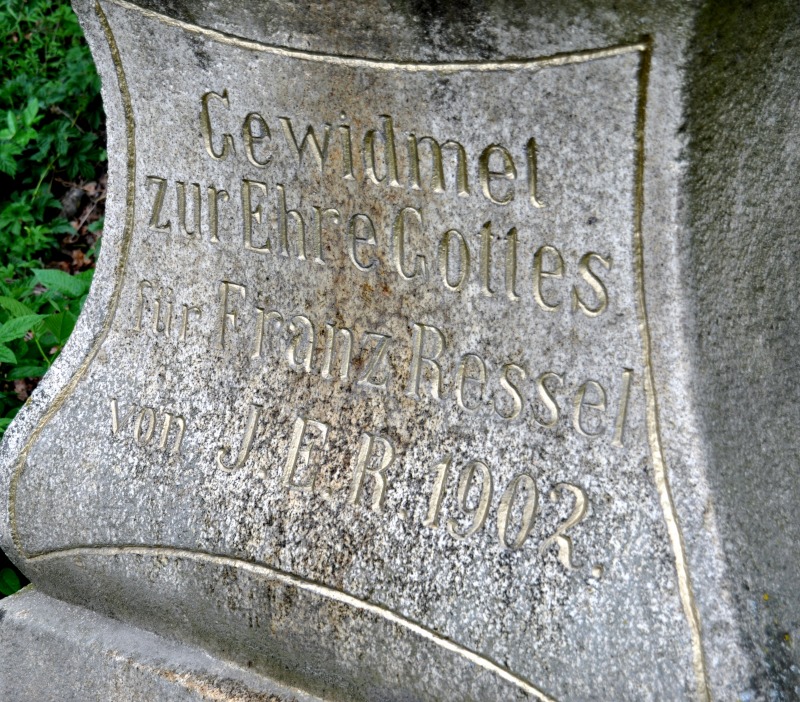 Gewidmet
zur Ehre Gottes
für Franz Ressel
von J.E.R. 1902.